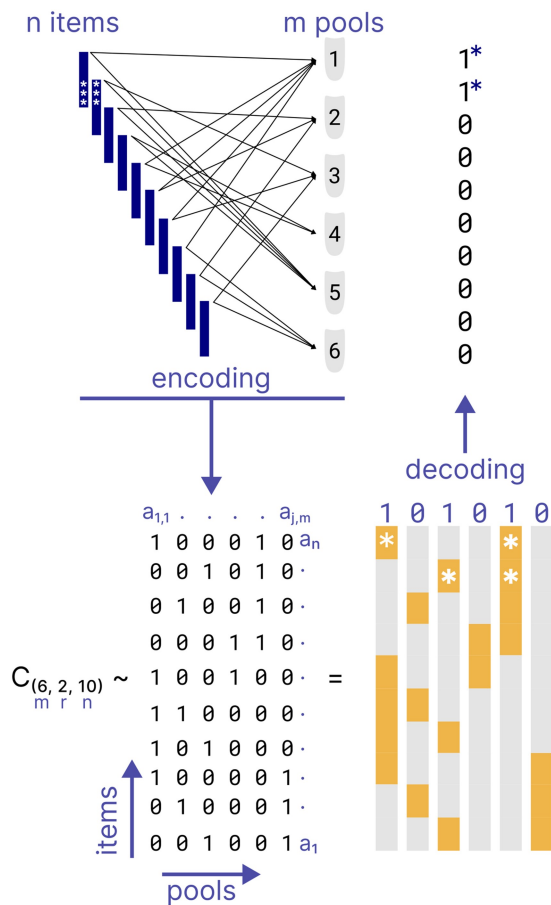 n items
m pools
***
***
1
2
3
4
5
6
1*
1*
0
0
0
0
0
0
0
0
encoding
decoding
a1,1 . . . . aj,m
1 0 0 0 1 0 an
0 0 1 0 1 0 ·
0 1 0 0 1 0 ·
0 0 0 1 1 0 ·
1 0 0 1 0 0 ·
1 1 0 0 0 0 ·
1 0 1 0 0 0 ·
1 0 0 0 0 1 ·
0 1 0 0 0 1 ·
0 0 1 0 0 1 a1
C(6, 2, 10) ~
m r n
=
items
pools
1 0 1 0 1 0
* *
* *